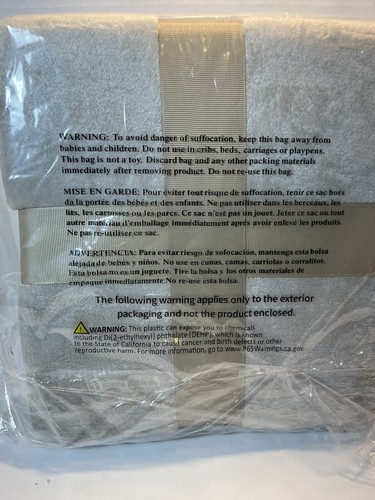 WARNING: To avoid danger of suffocation, keep this bag away from
babies and children. Do not use in cribs, beds, carriages or playpens.
This bag is not a toy. Discard bag and any other packing materials
immediately after removing product. Do not re-use this bag.
MISE EN GARDE: Pour éviter tout risque de suffocation, tenir ce sac hors
da la portée des bébés et des enfants. Ne pas utiliser dans les berceaux, les
lits, les carrosses ou les parcs. Ce sac n'est pas un jouet. Jeter ce sac ou tout
autre matériau d'emballage immédiatement après avoir enlevé les produits.
Ne pas re-utiliser ce sac.
ADVERTENCIA: Para evitar riesgo de sofocación, mantenga esta bolsa
alejada de bebés y niños. No use en cunas, camas, carriolas o corralitos.
Esta bolsa no es un juguete. Tire la bolsa y los otros materiales de
empaque immediatamente. No re-use esta bolsa.
The following warning applies only to the exterior
packaging and not the product enclosed.
WARNING: This plastic can expose you to chemicals
including Di(2-ethylhexyl) phthalate (DEHP), which is known
to the State of California to cause cancer and birth defects or other
reproductive harm. For more information, go to www.P65Warnings.ca.gov